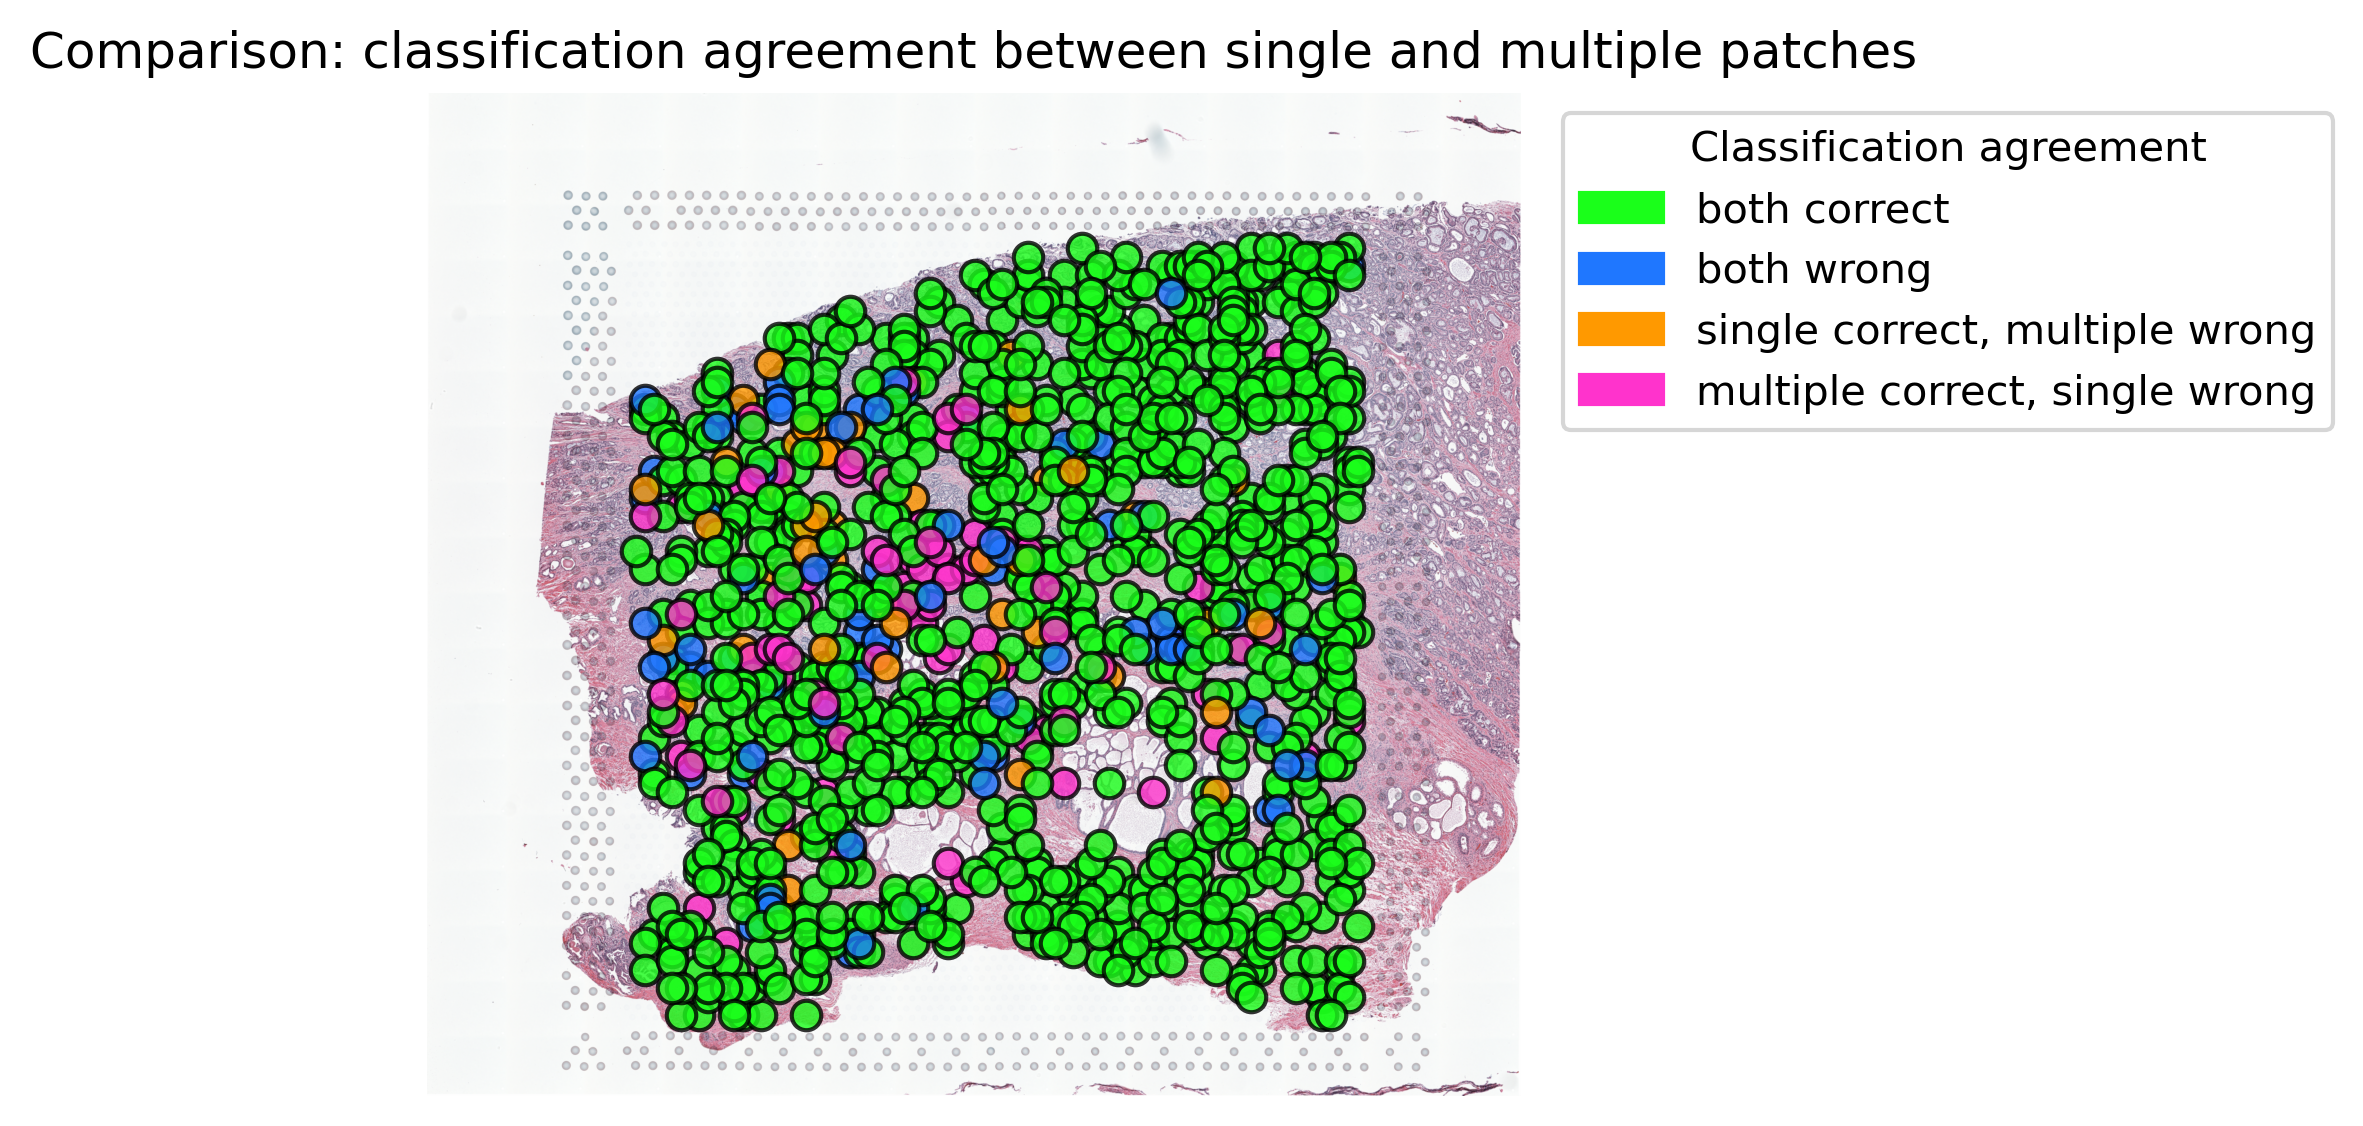 Comparison: classification agreement between single and multiple patches
Classification agreement
both correct
both wrong
single correct, multiple wrong
multiple correct, single wrong